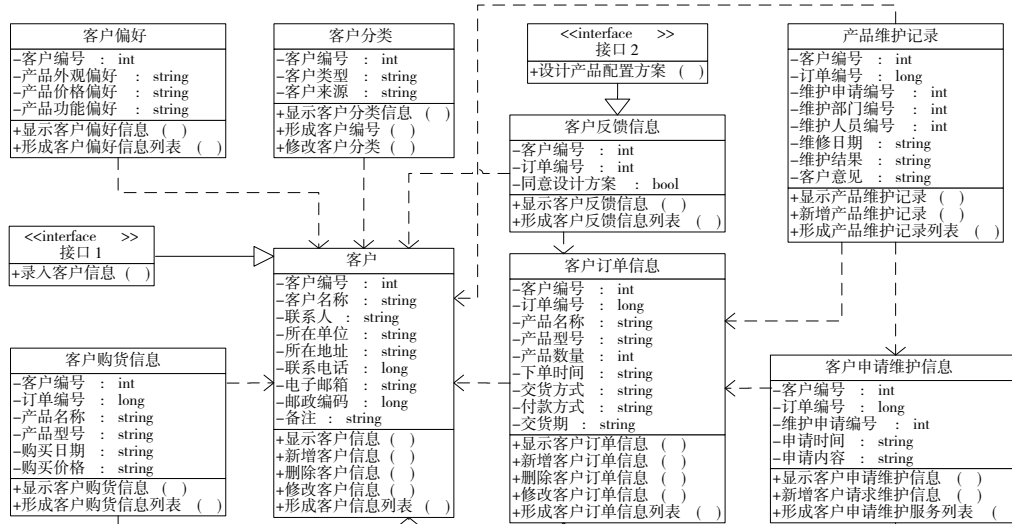 客户偏好
-客户编号 : int
-产品外观偏好 : string
-产品价格偏好 : string
-产品功能偏好 : string
+显示客户偏好信息 ( )
+形成客户偏好信息列表 ( )
客户分类
-客户编号 : int
-客户类型 : string
-客户来源 : string
+显示客户分类信息 ( )
+形成客户编号 ( )
+修改客户分类 ( )
<<interface >>
接口 2
+设计产品配置方案 ( )
产品维护记录
-客户编号 : int
-订单编号 : long
-维护申请编号 : int
-维护部门编号 : int
-维护人员编号 : int
-维修日期 : string
-维护结果 : string
-客户意见 : string
+显示产品维护记录 ( )
+新增产品维护记录 ( )
+形成产品维护记录列表 ( )
客户反馈信息
-客户编号 : int
-订单编号 : int
-同意设计方案 : bool
+显示客户反馈信息 ( )
+形成客户反馈信息列表 ( )
<<interface >>
接口 1
+录入客户信息 ( )
客户
-客户编号 : int
-客户名称 : string
-联系人 : string
-所在单位 : string
-所在地址 : string
-联系电话 : long
-电子邮箱 : string
-邮政编码 : long
-备注 : string
+显示客户信息 ( )
+新增客户信息 ( )
+删除客户信息 ( )
+修改客户信息 ( )
+形成客户信息列表 ( )
客户订单信息
-客户编号 : int
-订单编号 : long
-产品名称 : string
-产品型号 : string
-产品数量 : int
-下单时间 : string
-交货方式 : string
-付款方式 : string
-交货期 : string
+显示客户订单信息 ( )
+新增客户订单信息 ( )
+删除客户订单信息 ( )
+修改客户订单信息 ( )
+形成客户订单信息列表 ( )
客户购货信息
-客户编号 : int
-订单编号 : long
-产品名称 : string
-产品型号 : string
-购买日期 : string
-购买价格 : string
+显示客户购货信息 ( )
+形成客户购货信息列表 ( )
客户申请维护信息
-客户编号 : int
-订单编号 : long
-维护申请编号 : int
-申请时间 : string
-申请内容 : string
+显示客户申请维护信息 ( )
+新增客户请求维护信息 ( )
+形成客户申请维护服务列表 ( )